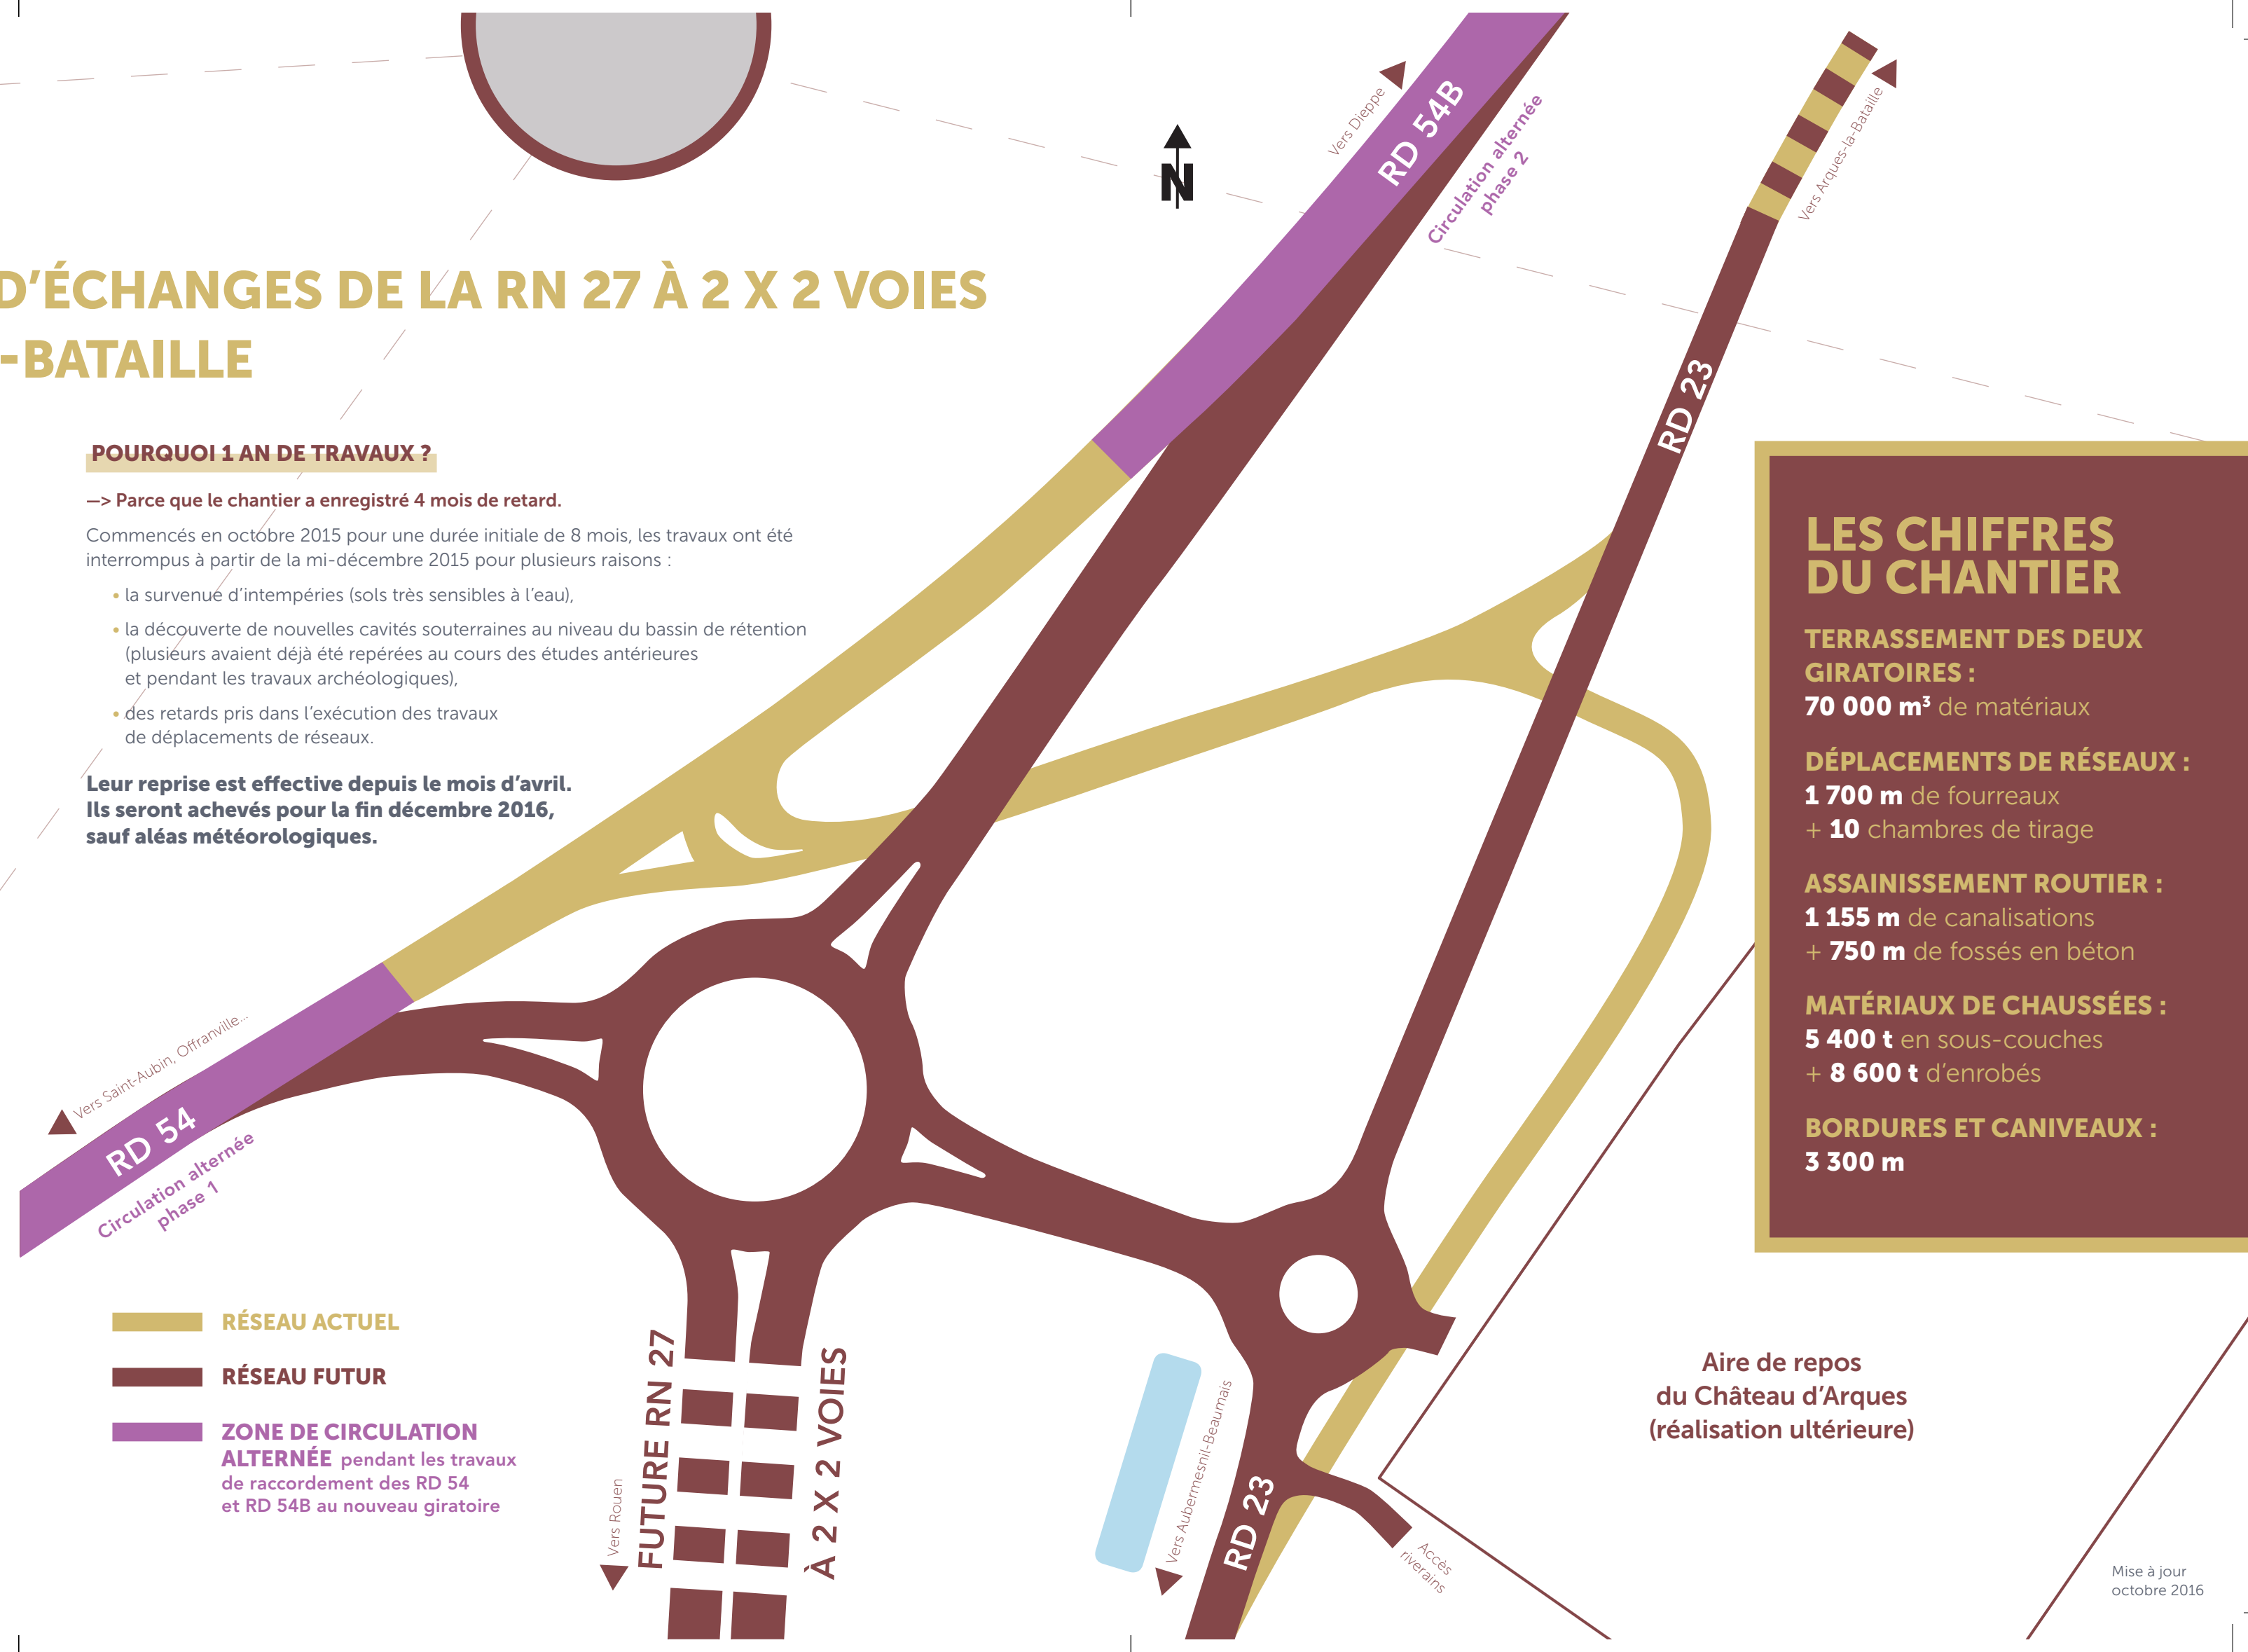 D'ÉCHANGES DE LA RN 27 À 2 X 2 VOIES
-BATAILLE
POURQUOI 1 AN DE TRAVAUX ?
—> Parce que le chantier a enregistré 4 mois de retard.
Commencés en octobre 2015 pour une durée initiale de 8 mois, les travaux ont été
interrompus à partir de la mi-décembre 2015 pour plusieurs raisons :
• la survenue d'intempéries (sols très sensibles à l'eau),
• la découverte de nouvelles cavités souterraines au niveau du bassin de rétention
(plusieurs avaient déjà été repérées au cours des études antérieures
et pendant les travaux archéologiques),
• des retards pris dans l'exécution des travaux
de déplacements de réseaux.
Leur reprise est effective depuis le mois d'avril.
Ils seront achevés pour la fin décembre 2016,
sauf aléas météorologiques.
N
Vers Dieppe
RD 54B
Circulation alternée
phase 2
Vers Arques-la-Bataille
RD 23
LES CHIFFRES
DU CHANTIER
TERRASSEMENT DES DEUX
GIRATOIRES :
70 000 m³ de matériaux
DÉPLACEMENTS DE RÉSEAUX :
1 700 m de fourreaux
+ 10 chambres de tirage
ASSAINISSEMENT ROUTIER :
1 155 m de canalisations
+ 750 m de fossés en béton
MATÉRIAUX DE CHAUSSÉES :
5 400 t en sous-couches
+ 8 600 t d'enrobés
BORDURES ET CANIVEAUX :
3 300 m
Vers Saint-Aubin, Offranville...
RD 54
Circulation alternée
phase 1
RÉSEAU ACTUEL
RÉSEAU FUTUR
ZONE DE CIRCULATION
ALTERNÉE pendant les travaux
de raccordement des RD 54
et RD 54B au nouveau giratoire
Vers Rouen
FUTURE RN 27
À 2 X 2 VOIES
Vers Aubermesnil-Beaumais
RD 23
Accès
riverains
Aire de repos
du Château d'Arques
(réalisation ultérieure)
Mise à jour
octobre 2016